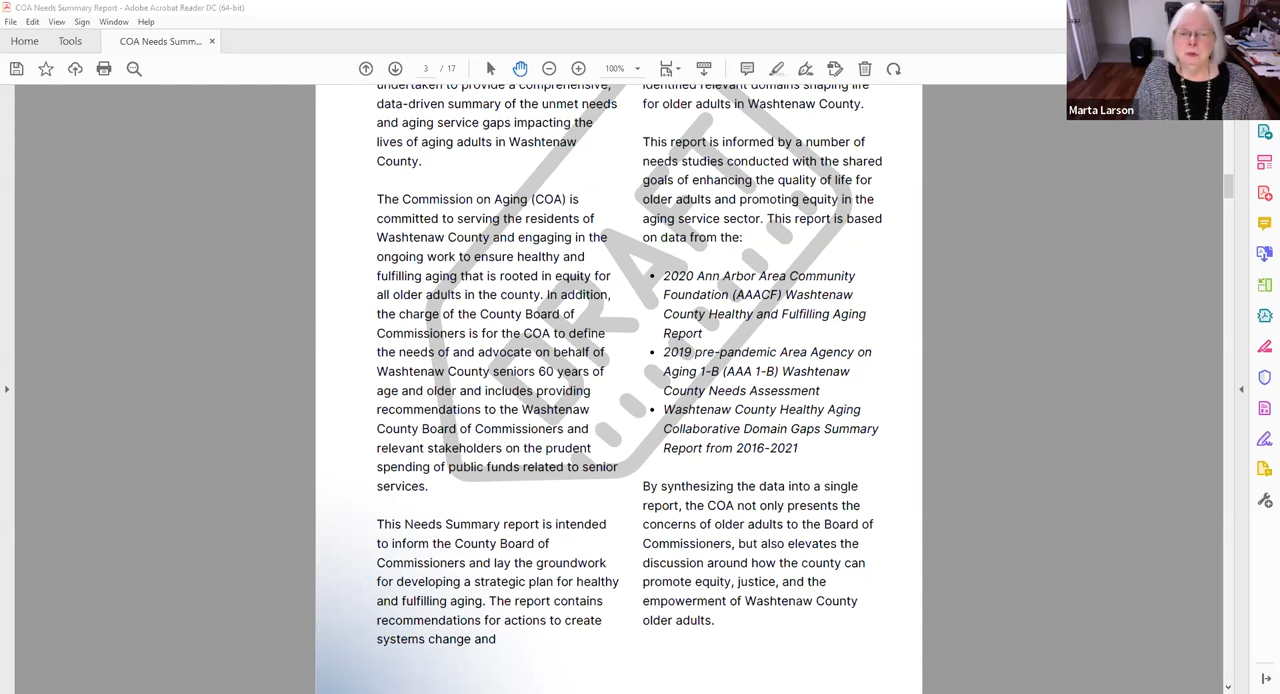 COA Needs Summary Report - Adobe Acrobat Reader DC (64-bit)
File Edit View Sign Window Help
Home Tools COA Needs Summ... ×
3 / 17 100%
Marta Larson
undertaken to provide a comprehensive,
data-driven summary of the unmet needs
and aging service gaps impacting the
lives of aging adults in Washtenaw
County.
The Commission on Aging (COA) is
committed to serving the residents of
Washtenaw County and engaging in the
ongoing work to ensure healthy and
fulfilling aging that is rooted in equity for
all older adults in the county. In addition,
the charge of the County Board of
Commissioners is for the COA to define
the needs of and advocate on behalf of
Washtenaw County seniors 60 years of
age and older and includes providing
recommendations to the Washtenaw
County Board of Commissioners and
relevant stakeholders on the prudent
spending of public funds related to senior
services.
This Needs Summary report is intended
to inform the County Board of
Commissioners and lay the groundwork
for developing a strategic plan for healthy
and fulfilling aging. The report contains
recommendations for actions to create
systems change and
identified relevant domains shaping life
for older adults in Washtenaw County.
This report is informed by a number of
needs studies conducted with the shared
goals of enhancing the quality of life for
older adults and promoting equity in the
aging service sector. This report is based
on data from the:
• 2020 Ann Arbor Area Community
Foundation (AAACF) Washtenaw
County Healthy and Fulfilling Aging
Report
• 2019 pre-pandemic Area Agency on
Aging 1-B (AAA 1-B) Washtenaw
County Needs Assessment
• Washtenaw County Healthy Aging
Collaborative Domain Gaps Summary
Report from 2016-2021
By synthesizing the data into a single
report, the COA not only presents the
concerns of older adults to the Board of
Commissioners, but also elevates the
discussion around how the county can
promote equity, justice, and the
empowerment of Washtenaw County
older adults.
DRAFT